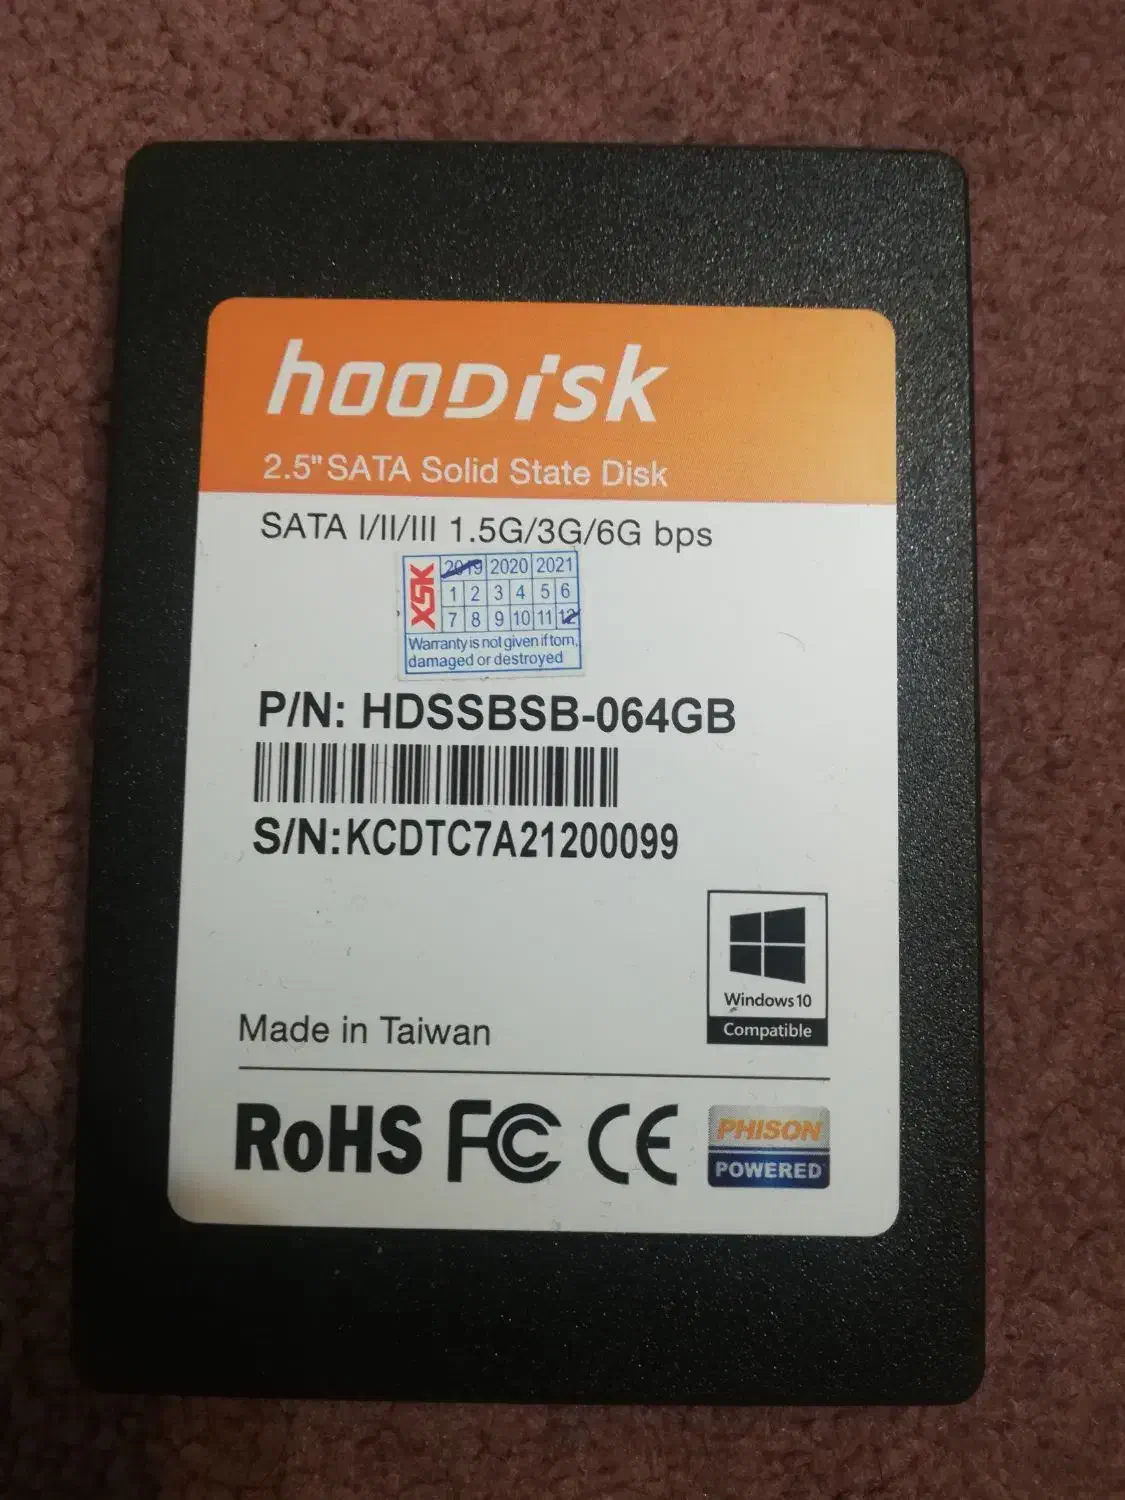 hooDisk
2.5" SATA Solid State Disk
SATA I/II/III 1.5G/3G/6G bps
XSK
2019 2020 2021
1 2 3 4 5 6
7 8 9 10 11 12
Warranty is not given if torn,
damaged or destroyed
P/N: HDSSBSB-064GB
S/N:KCDTC7A21200099
Windows 10
Compatible
Made in Taiwan
RoHS FC CE
PHISON
POWERED